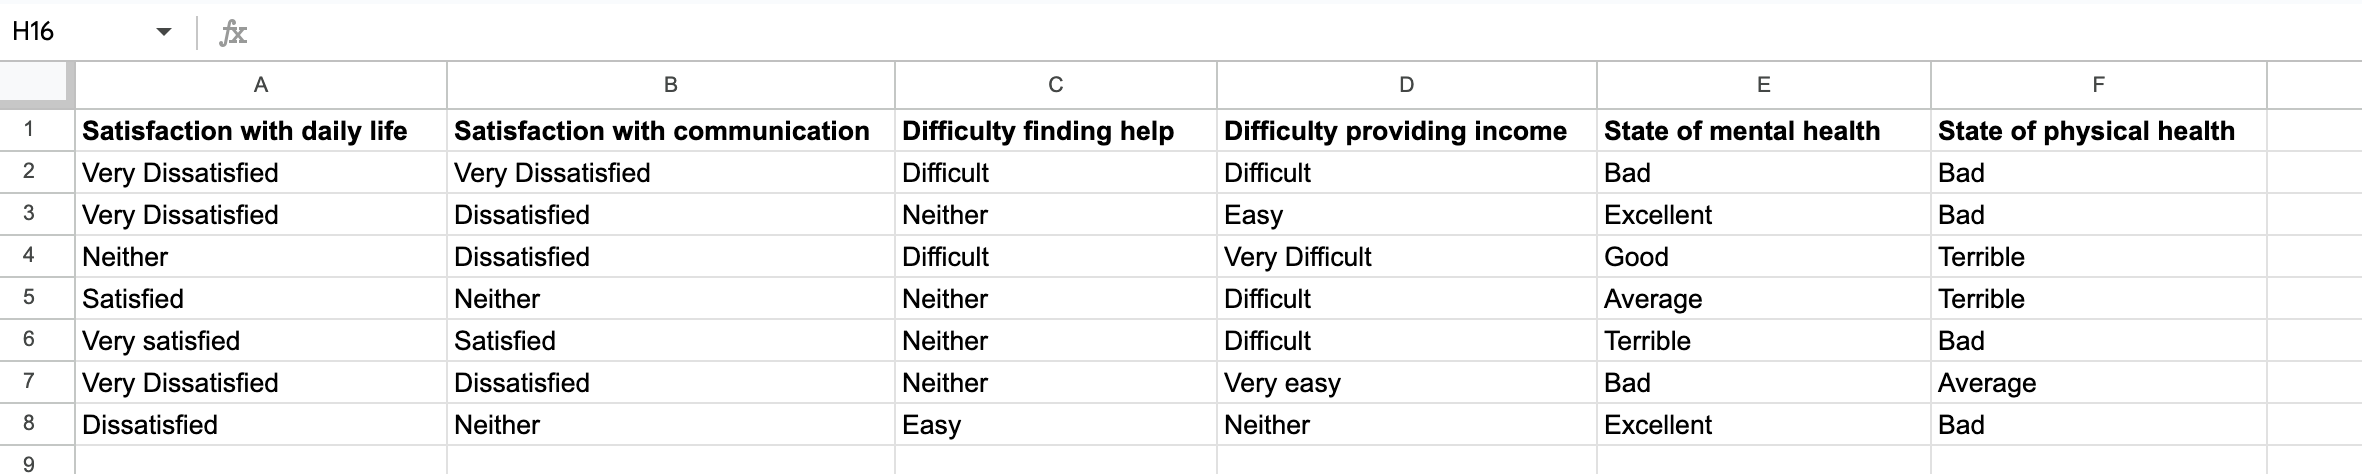 H16 fx
A B C D E F
1 Satisfaction with daily life Satisfaction with communication Difficulty finding help Difficulty providing income State of mental health State of physical health
2 Very Dissatisfied Very Dissatisfied Difficult Difficult Bad Bad
3 Very Dissatisfied Dissatisfied Neither Easy Excellent Bad
4 Neither Dissatisfied Difficult Very Difficult Good Terrible
5 Satisfied Neither Neither Difficult Average Terrible
6 Very satisfied Satisfied Neither Difficult Terrible Bad
7 Very Dissatisfied Dissatisfied Neither Very easy Bad Average
8 Dissatisfied Neither Easy Neither Excellent Bad
9